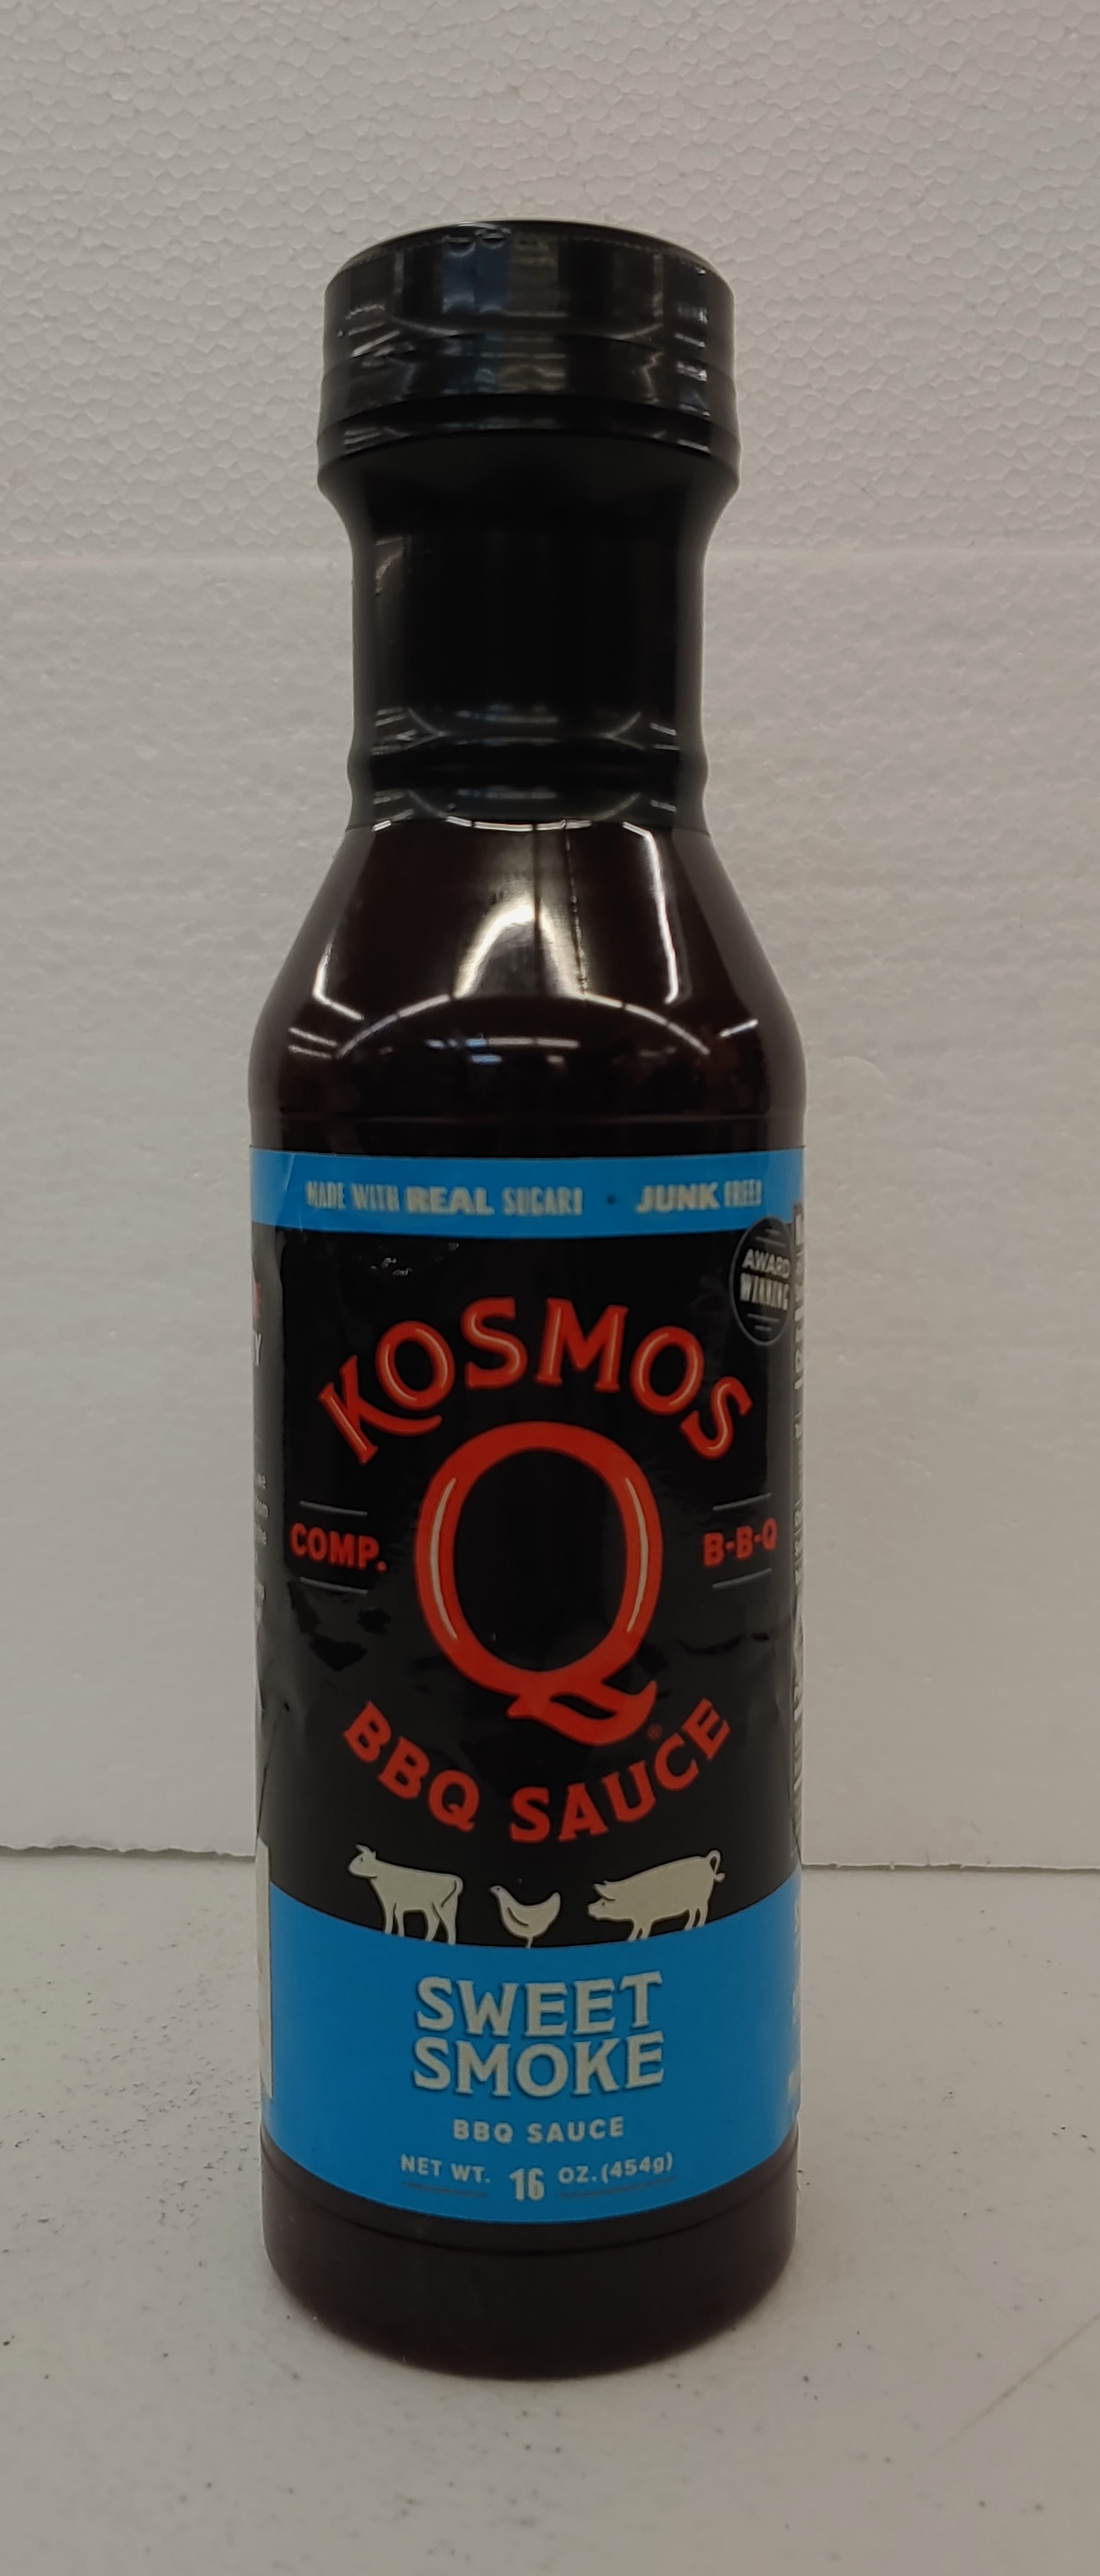 MADE WITH REAL SUGAR! • JUNK FREE!
AWARD
WINNING
KOSMOS
Q
COMP.
B-B-Q
BBQ SAUCE
SWEET
SMOKE
BBQ SAUCE
NET WT. 16 OZ. (454g)